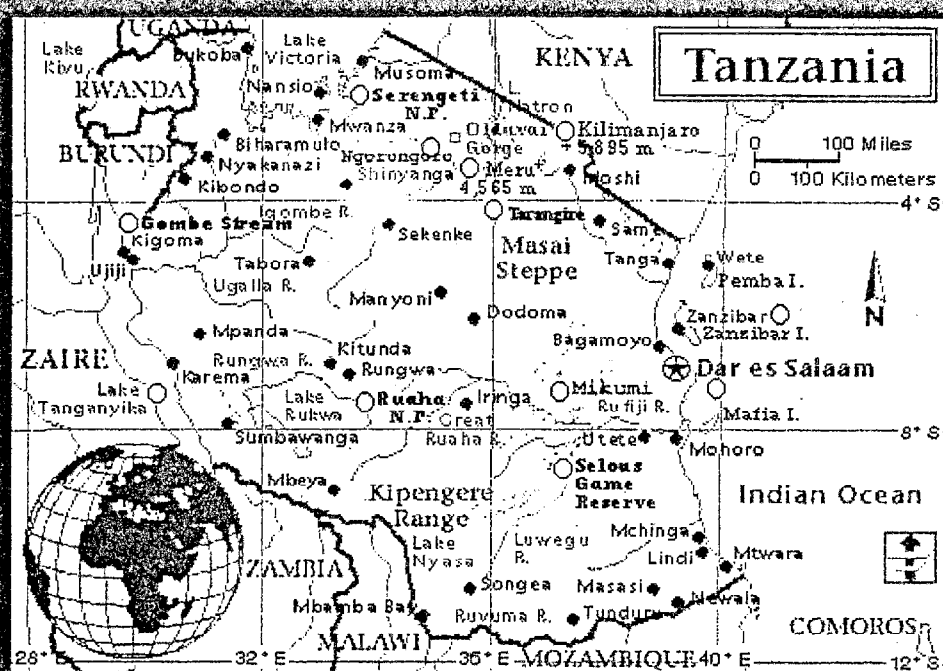 UGANDA
Lake
Kivu
Bukoba
Lake
Victoria
KENYA
Tanzania
RWANDA
Musoma
Nansio
Serengeti
N.P.
L.
Natron
Mwanza
Olduvai
Gorge
Kilimanjaro
5,895 m
0 100 Miles
0 100 Kilometers
BURUNDI
Biharamulo
Nyakanazi
Ngorongoro
Shinyanga
Meru
4,565 m
Moshi
Kibondo
4° S
Gombe Stream
Igombe R.
Tarangire
Kigoma
Sekenke
Same
Masai
Steppe
Ujiji
Tabora
Tanga
Wete
Pemba I.
Ugalla R.
Manyoni
Dodoma
Zanzibar
Zanzibar I.
N
Mpanda
Bagamoyo
ZAIRE
Rungwa R.
Kitunda
Rungwa
Dar es Salaam
Karema
Lake
Tanganyika
Lake
Rukwa
Ruaha
N.P.
Iringa
Mikumi
Rufiji R.
Mafia I.
Great
Ruaha R.
8° S
Sumbawanga
Utete
Mohoro
Mbeya
Kipengere
Range
Selous
Game
Reserve
Indian Ocean
Lake
Nyasa
Luwegu
R.
Mchinga
Lindi
Mtwara
ZAMBIA
Songea
Masasi
Newala
Mbamba Bay
Ruvuma R.
Tunduru
MALAWI
COMOROS
28° E
32° E
36° E
MOZAMBIQUE
40° E
12° S